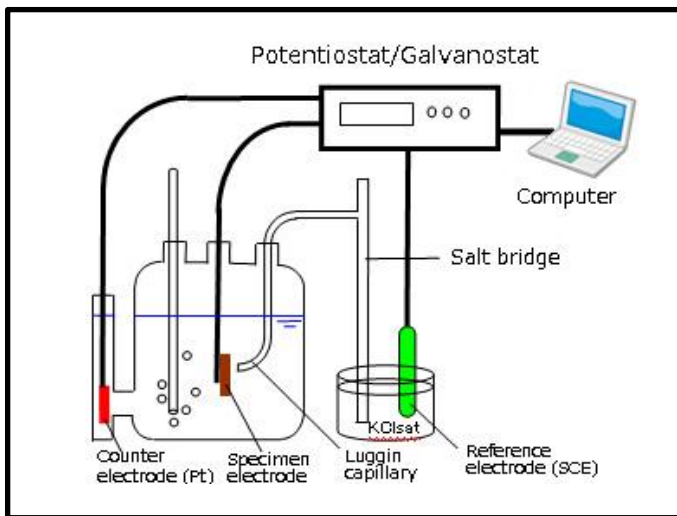 Potentiostat/Galvanostat
Computer
Salt bridge
KClsat
Counter
electrode (Pt)
Specimen
electrode
Luggin
capillary
Reference
electrode (SCE)